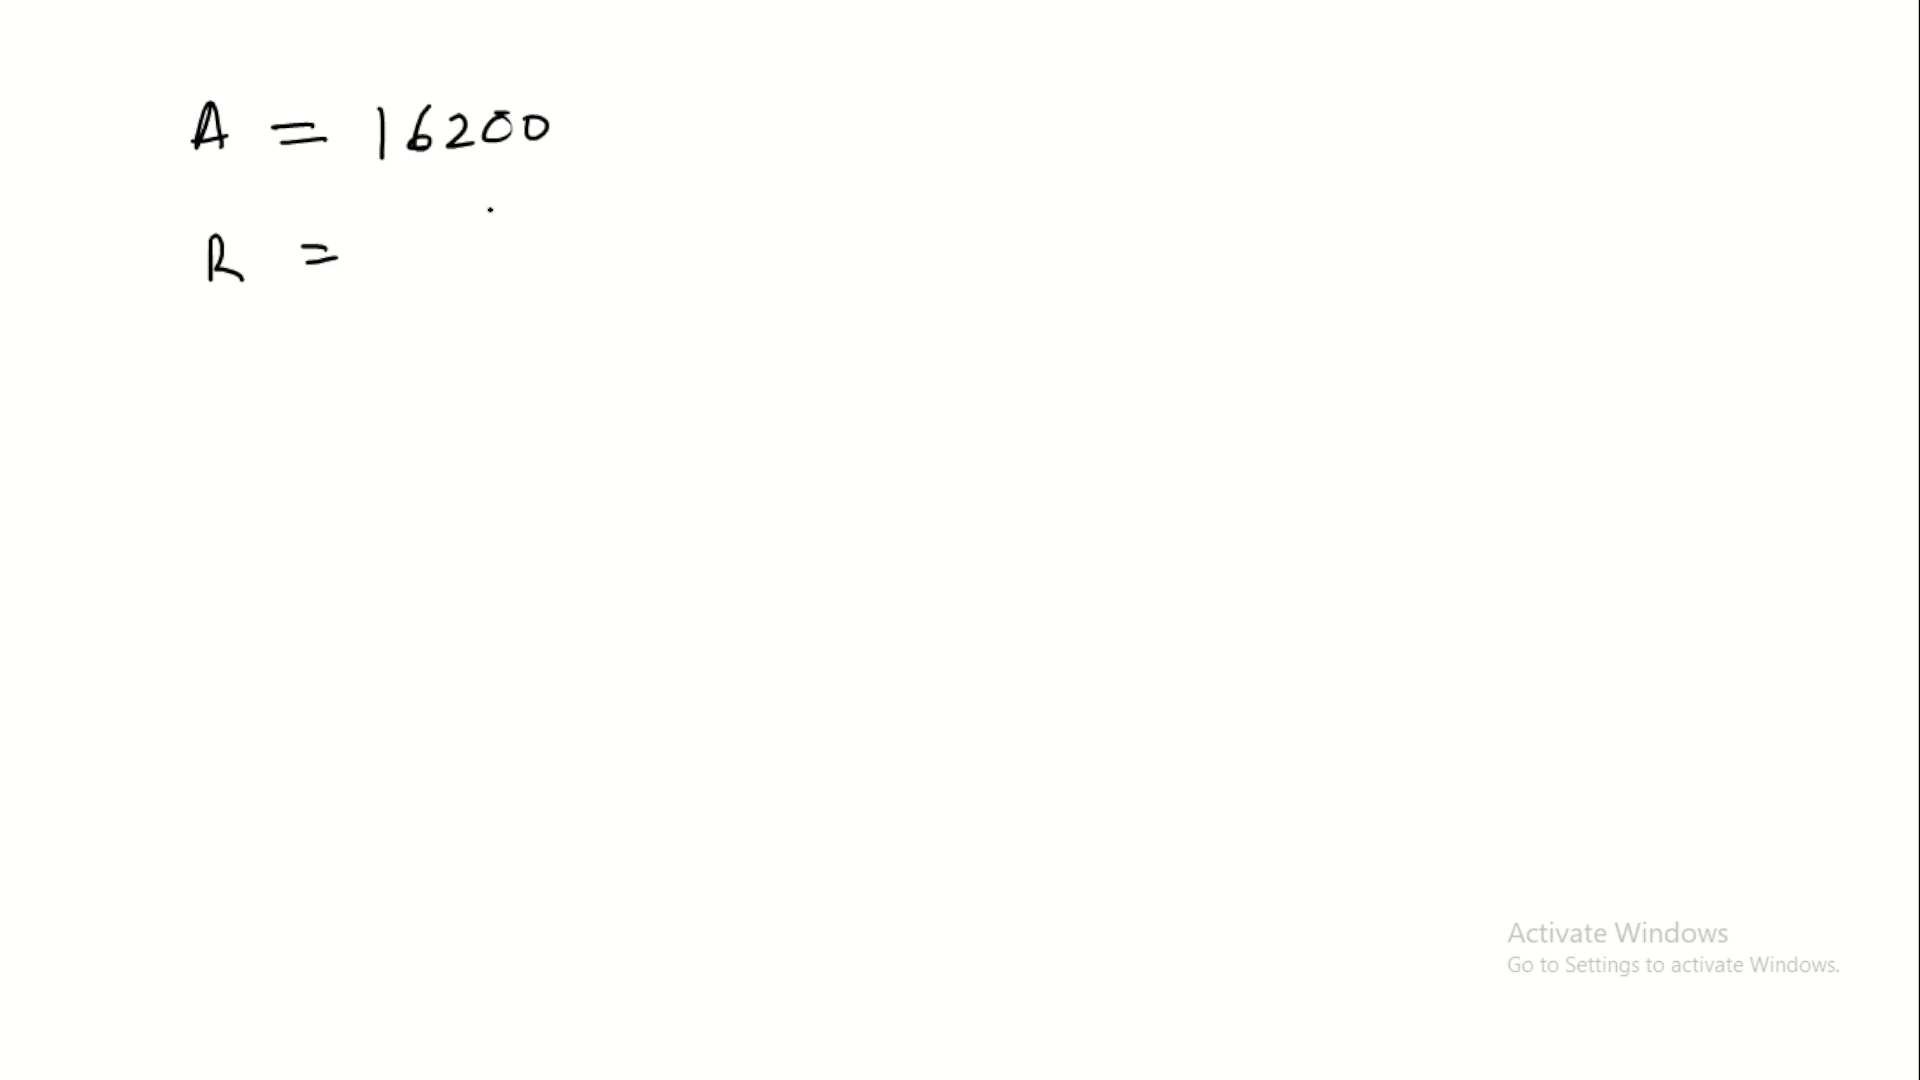 A = 16200
R =
Activate Windows
Go to Settings to activate Windows.